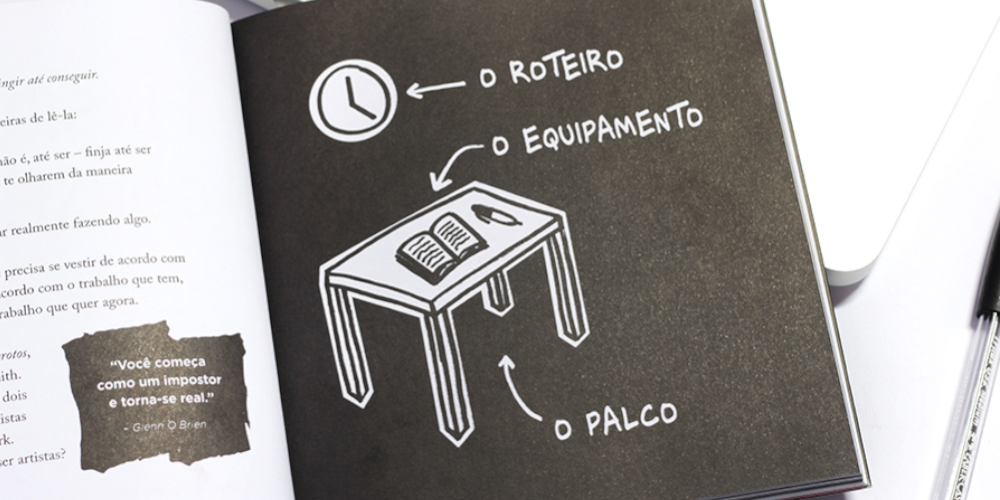 ingir até conseguir.
eiras de lê-la:
não é, até ser – finja até ser
te olharem da maneira
ar realmente fazendo algo.
precisa se vestir de acordo com
acordo com o trabalho que tem,
rabalho que quer agora.
rotos,
ith.
dois
istas
rk.
ser artistas?
“Você começa
como um impostor
e torna-se real.”
– Glenn O'Brien
O ROTEIRO
O EQUIPAMENTO
O PALCO